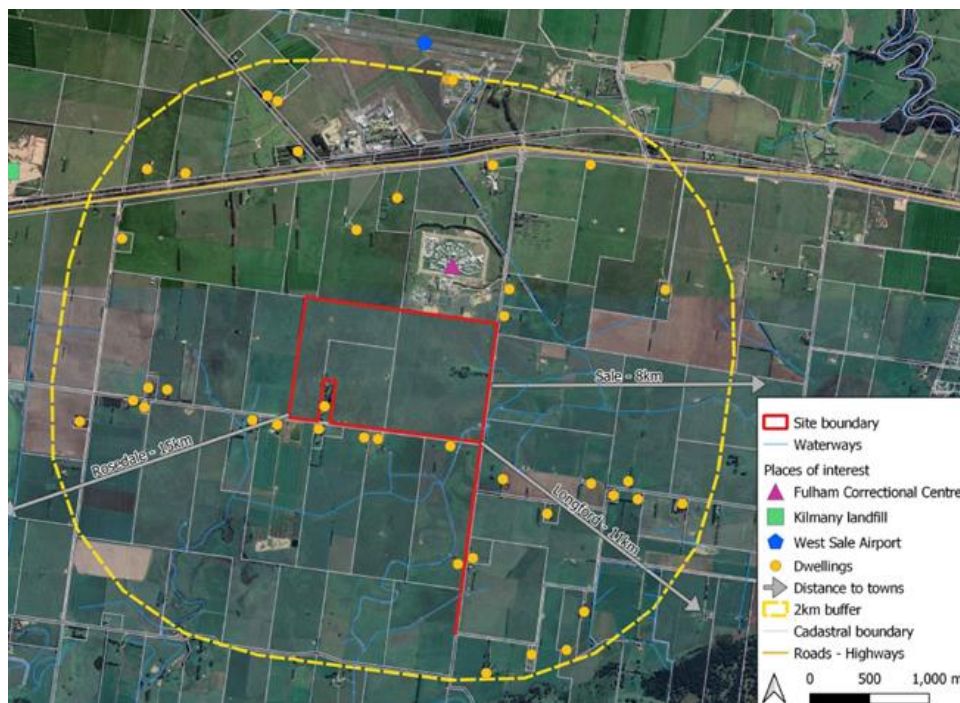 Sale - 8km
Rosedale - 15km
Longford - 11km
Site boundary
Waterways
Places of interest
Fulham Correctional Centre
Kilmany landfill
West Sale Airport
Dwellings
Distance to towns
2km buffer
Cadastral boundary
Roads - Highways
0 500 1,000 m